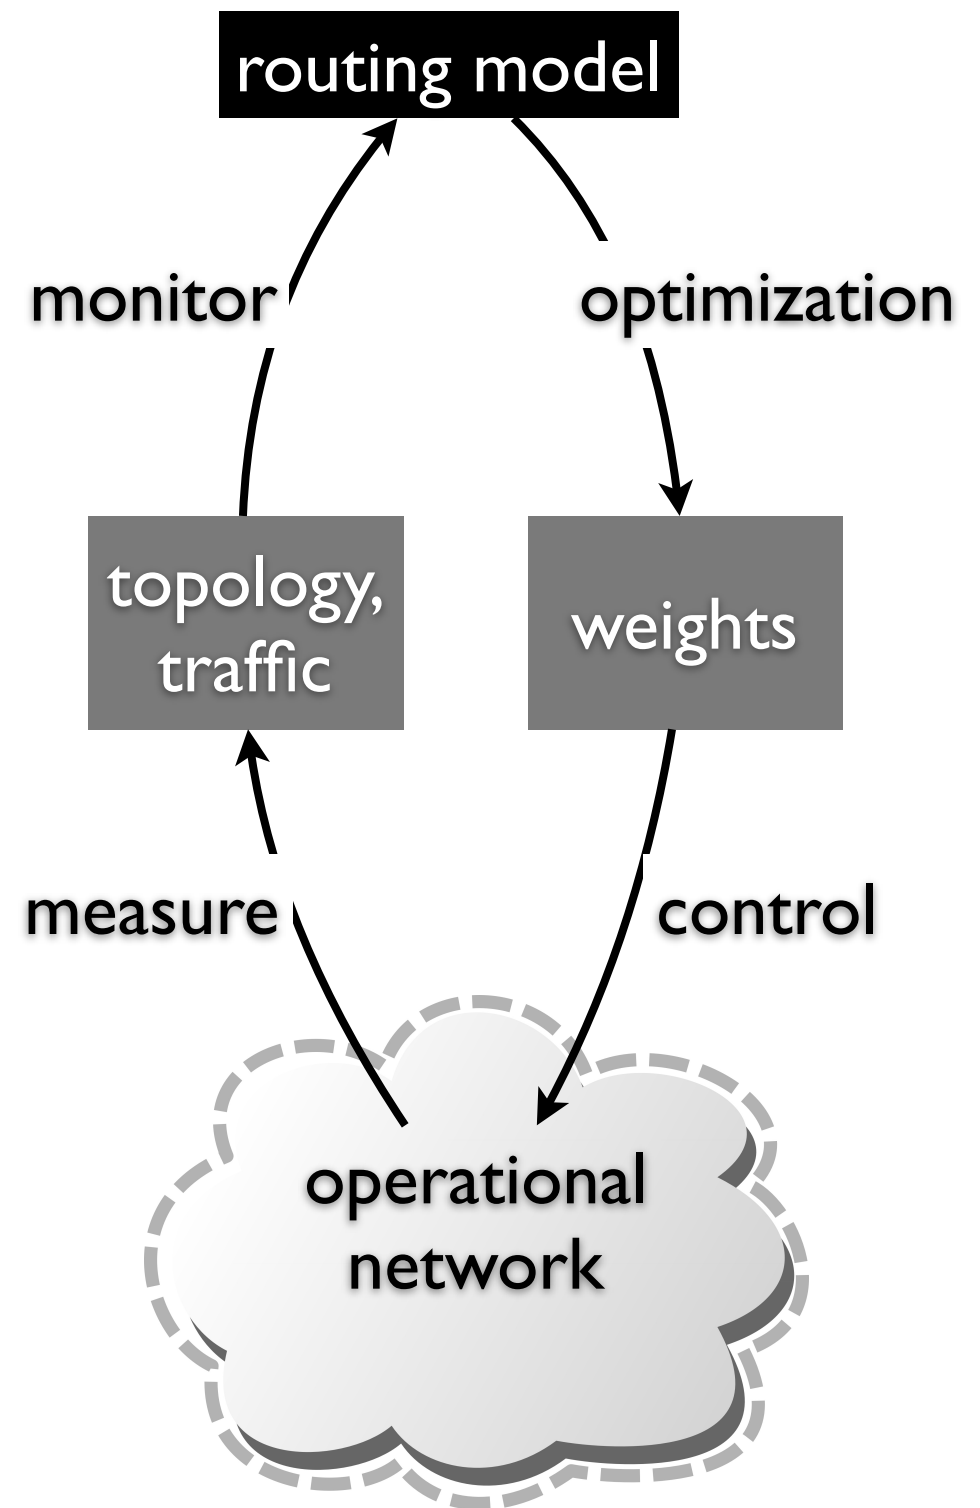 routing model
monitor
optimization
topology,
traffic
weights
measure
control
operational
network